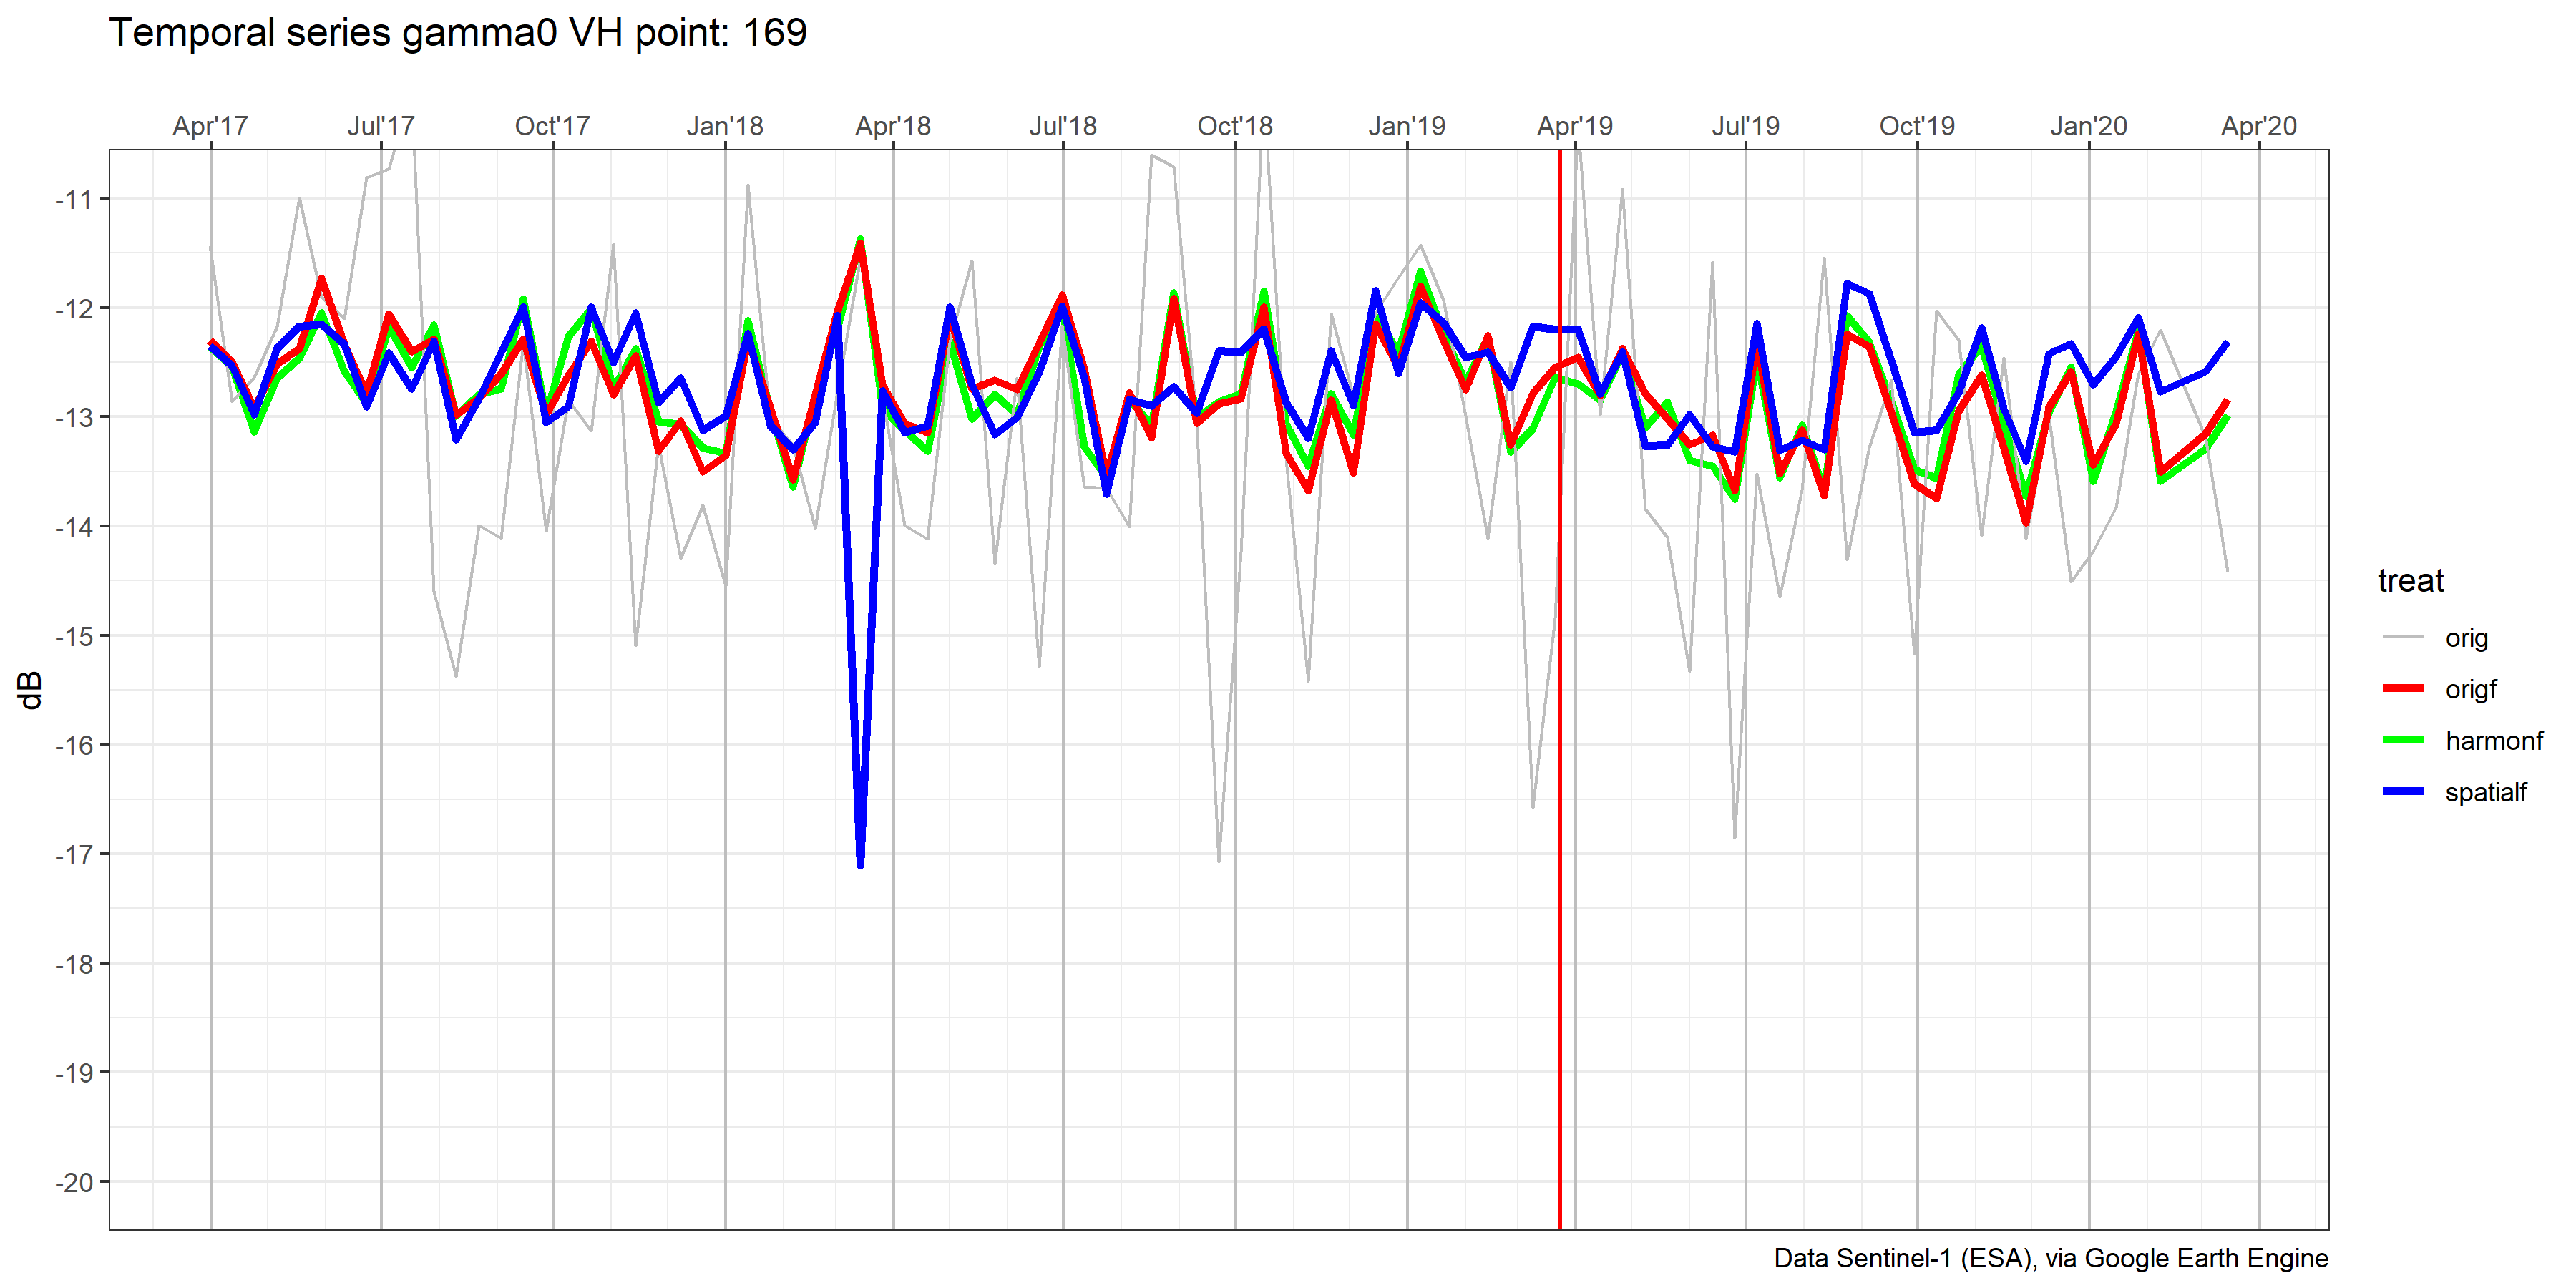 Temporal series gamma0 VH point: 169
Apr'17 Jul'17 Oct'17 Jan'18 Apr'18 Jul'18 Oct'18 Jan'19 Apr'19 Jul'19 Oct'19 Jan'20 Apr'20
-11
-12
-13
-14
-15
-16
-17
-18
-19
-20
dB
treat
orig
origf
harmonf
spatialf
Data Sentinel-1 (ESA), via Google Earth Engine